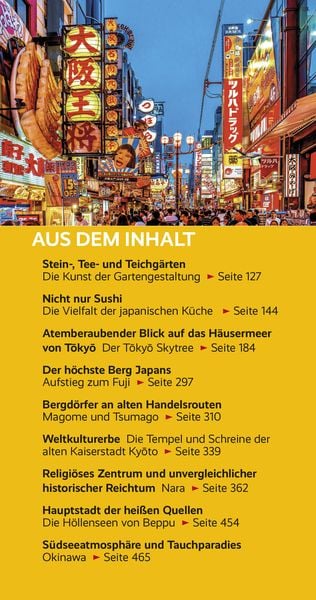 大阪王将
ツルハドラッグ
AUS DEM INHALT
Stein-, Tee- und Teichgärten
Die Kunst der Gartengestaltung ► Seite 127
Nicht nur Sushi
Die Vielfalt der japanischen Küche ► Seite 144
Atemberaubender Blick auf das Häusermeer
von Tōkyō Der Tōkyō Skytree ► Seite 184
Der höchste Berg Japans
Aufstieg zum Fuji ► Seite 297
Bergdörfer an alten Handelsrouten
Magome und Tsumago ► Seite 310
Weltkulturerbe Die Tempel und Schreine der
alten Kaiserstadt Kyōto ► Seite 339
Religiöses Zentrum und unvergleichlicher
historischer Reichtum Nara ► Seite 362
Hauptstadt der heißen Quellen
Die Höllenseen von Beppu ► Seite 454
Südseeatmosphäre und Tauchparadies
Okinawa ► Seite 465